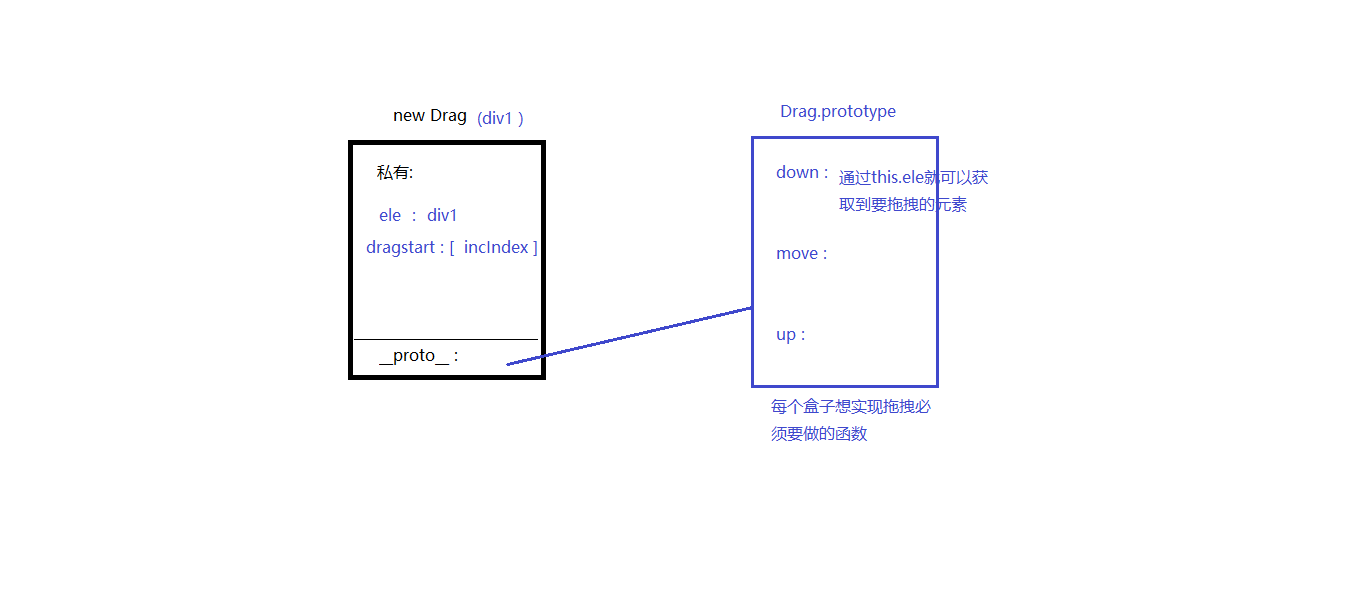 new Drag (div1 )
私有:
ele : div1
dragstart : [ incIndex ]
__proto__ :
Drag.prototype
down : 通过this.ele就可以获
取到要拖拽的元素
move :
up :
每个盒子想实现拖拽必
须要做的函数